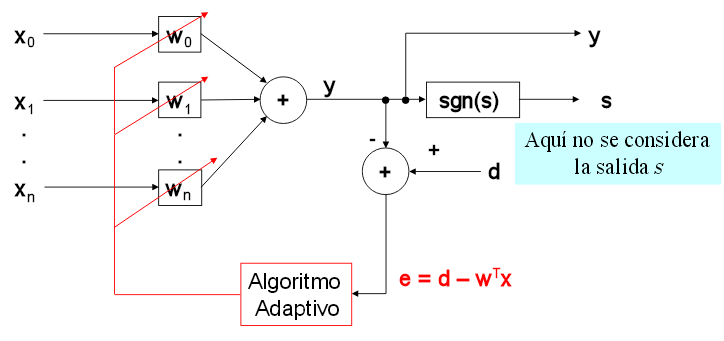 x₀
w₀
y
x₁
w₁
+
y
sgn(s)
s
.
.
.
.
-
+
Aquí no se considera
la salida s
xₙ
wₙ
+
d
Algoritmo
Adaptivo
e = d – wᵀx